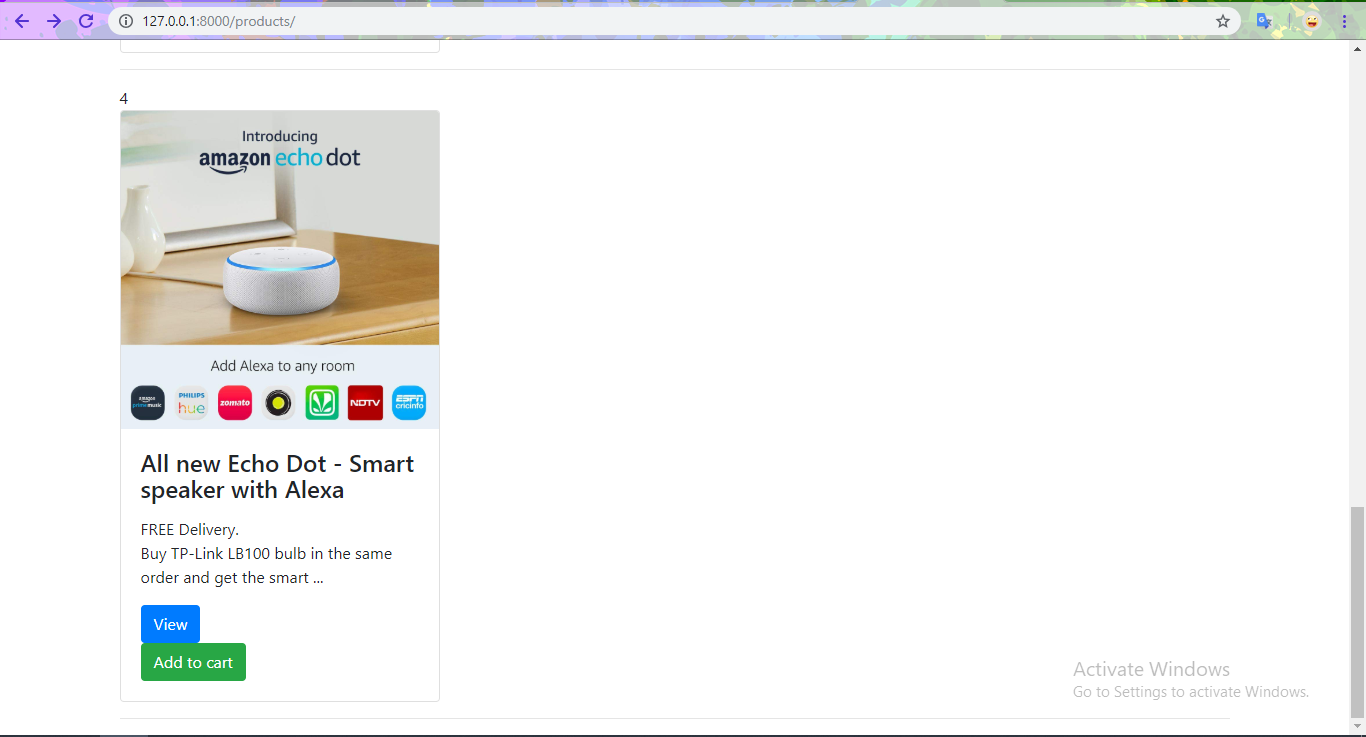 127.0.0.1:8000/products/
4
Introducing
amazon echo dot
Add Alexa to any room
amazon
prime music
PHILIPS
hue
zomato
NDTV
ESPN
cricinfo
All new Echo Dot - Smart
speaker with Alexa
FREE Delivery.
Buy TP-Link LB100 bulb in the same
order and get the smart ...
View
Add to cart
Activate Windows
Go to Settings to activate Windows.